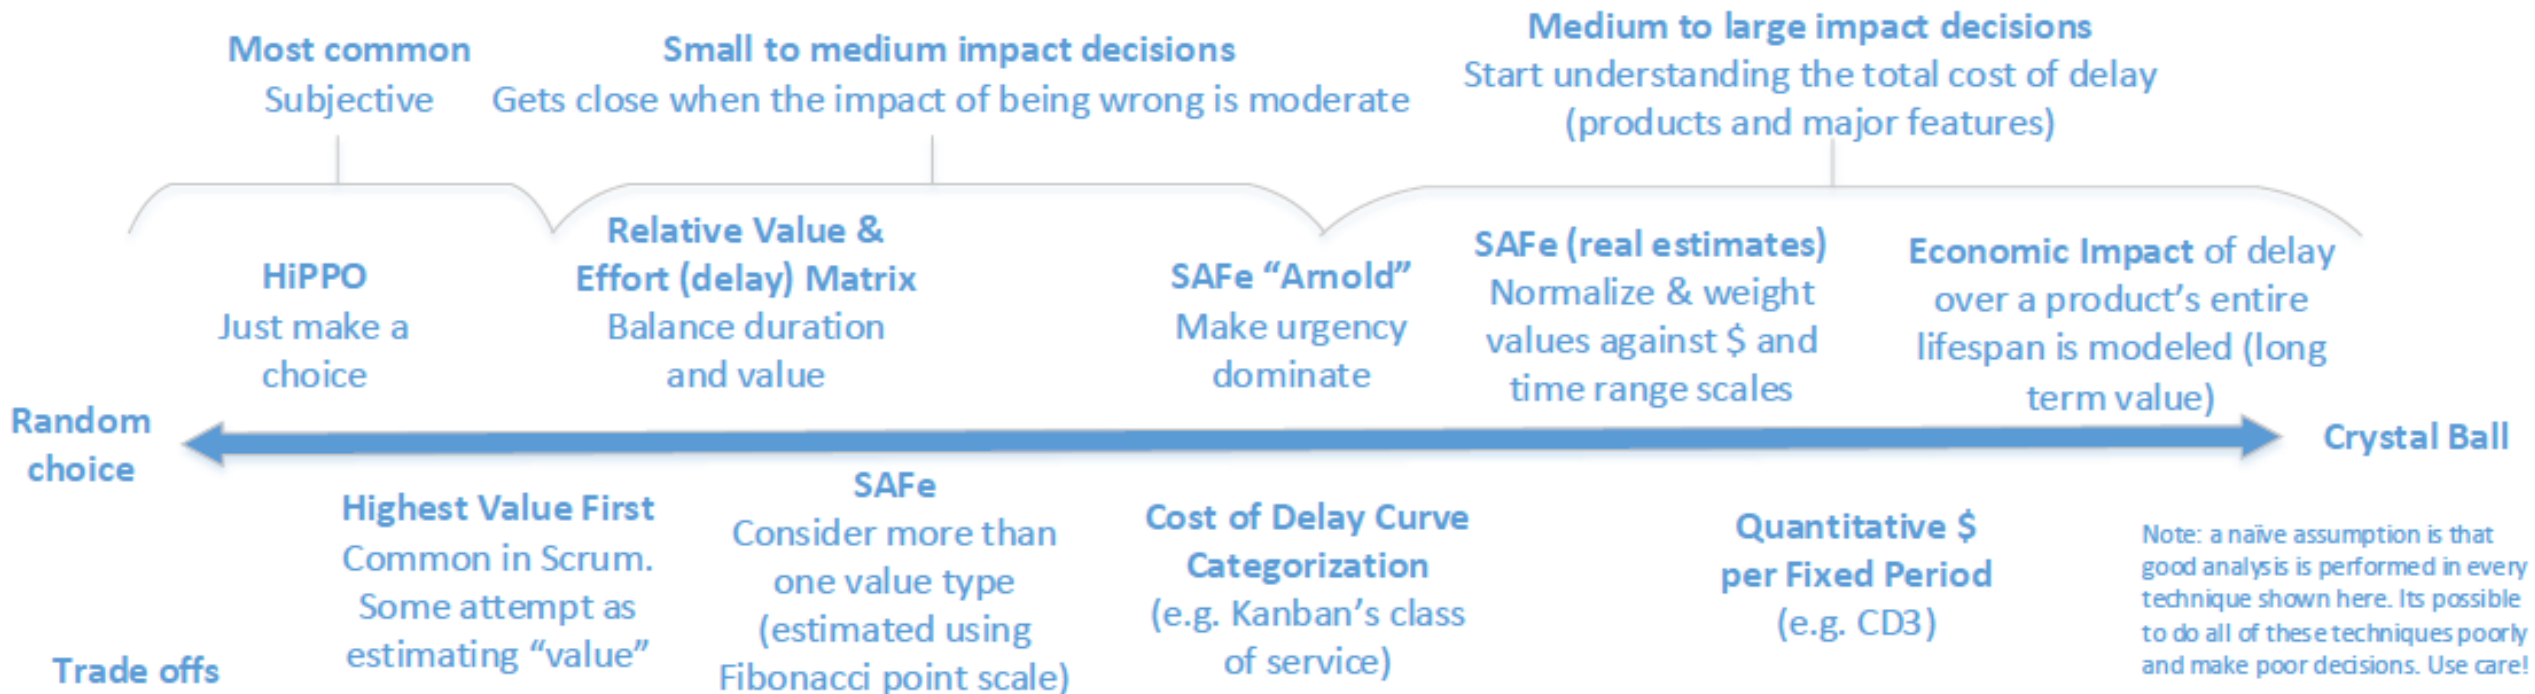 Most common
Subjective
Small to medium impact decisions
Gets close when the impact of being wrong is moderate
Medium to large impact decisions
Start understanding the total cost of delay
(products and major features)
HiPPO
Just make a
choice
Relative Value &
Effort (delay) Matrix
Balance duration
and value
SAFe “Arnold”
Make urgency
dominate
SAFe (real estimates)
Normalize & weight
values against $ and
time range scales
Economic Impact of delay
over a product’s entire
lifespan is modeled (long
term value)
Random
choice
Crystal Ball
Highest Value First
Common in Scrum.
Some attempt as
estimating “value”
SAFe
Consider more than
one value type
(estimated using
Fibonacci point scale)
Cost of Delay Curve
Categorization
(e.g. Kanban’s class
of service)
Quantitative $
per Fixed Period
(e.g. CD3)
Note: a naïve assumption is that
good analysis is performed in every
technique shown here. Its possible
to do all of these techniques poorly
and make poor decisions. Use care!
Trade offs